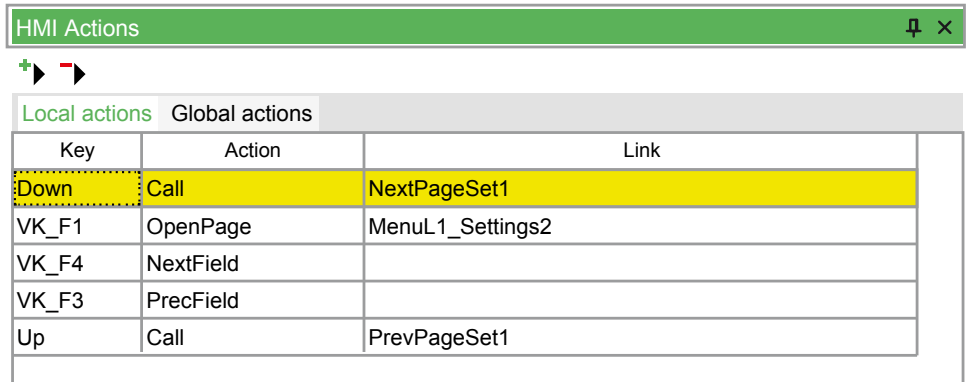 HMI Actions
Local actions Global actions
Key Action Link
Down Call NextPageSet1
VK_F1 OpenPage MenuL1_Settings2
VK_F4 NextField
VK_F3 PrecField
Up Call PrevPageSet1